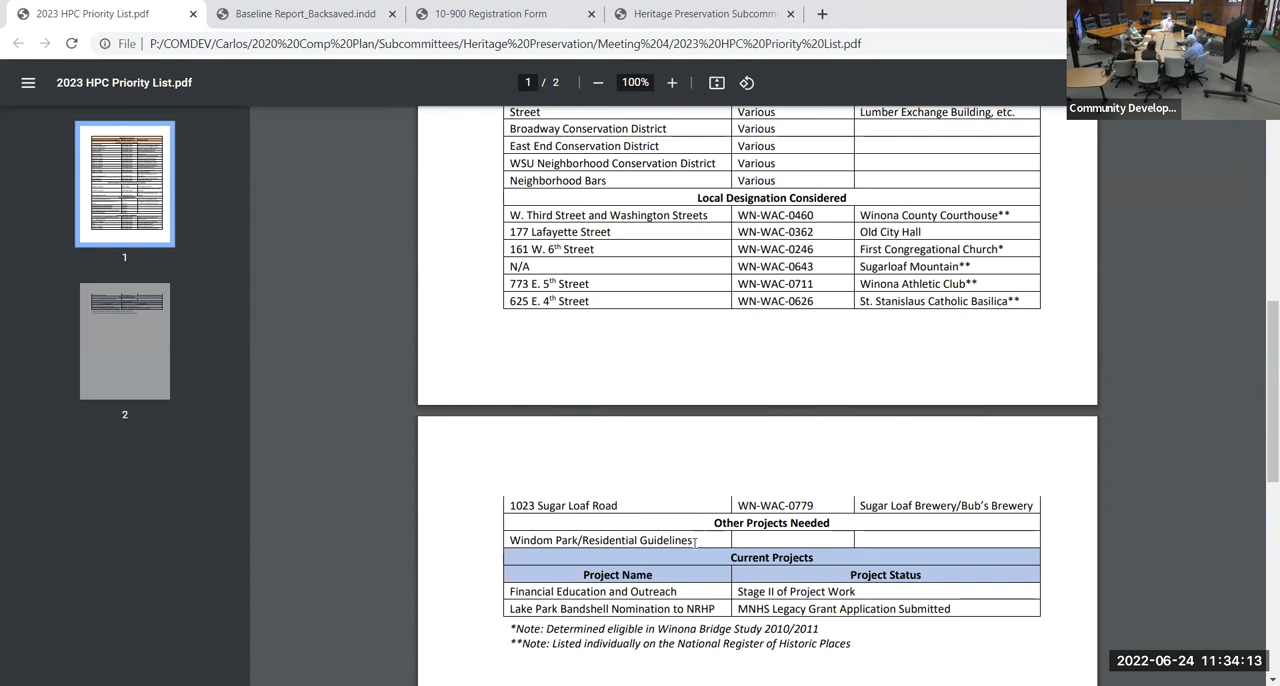 2023 HPC Priority List.pdf
Baseline Report_Backsaved.indd
10-900 Registration Form
Heritage Preservation Subcomm
File
P:/COMDEV/Carlos/2020%20Comp%20Plan/Subcommittees/Heritage%20Preservation/Meeting%204/2023%20HPC%20Priority%20List.pdf
2023 HPC Priority List.pdf
1 / 2
100%
Community Develop...
Street Various Lumber Exchange Building, etc.
Broadway Conservation District Various
East End Conservation District Various
WSU Neighborhood Conservation District Various
Neighborhood Bars Various
Local Designation Considered
W. Third Street and Washington Streets WN-WAC-0460 Winona County Courthouse**
177 Lafayette Street WN-WAC-0362 Old City Hall
161 W. 6th Street WN-WAC-0246 First Congregational Church*
N/A WN-WAC-0643 Sugarloaf Mountain**
773 E. 5th Street WN-WAC-0711 Winona Athletic Club**
625 E. 4th Street WN-WAC-0626 St. Stanislaus Catholic Basilica**
1
2
1023 Sugar Loaf Road WN-WAC-0779 Sugar Loaf Brewery/Bub's Brewery
Other Projects Needed
Windom Park/Residential Guidelines
Current Projects
Project Name Project Status
Financial Education and Outreach Stage II of Project Work
Lake Park Bandshell Nomination to NRHP MNHS Legacy Grant Application Submitted
*Note: Determined eligible in Winona Bridge Study 2010/2011
**Note: Listed individually on the National Register of Historic Places
2022-06-24 11:34:13